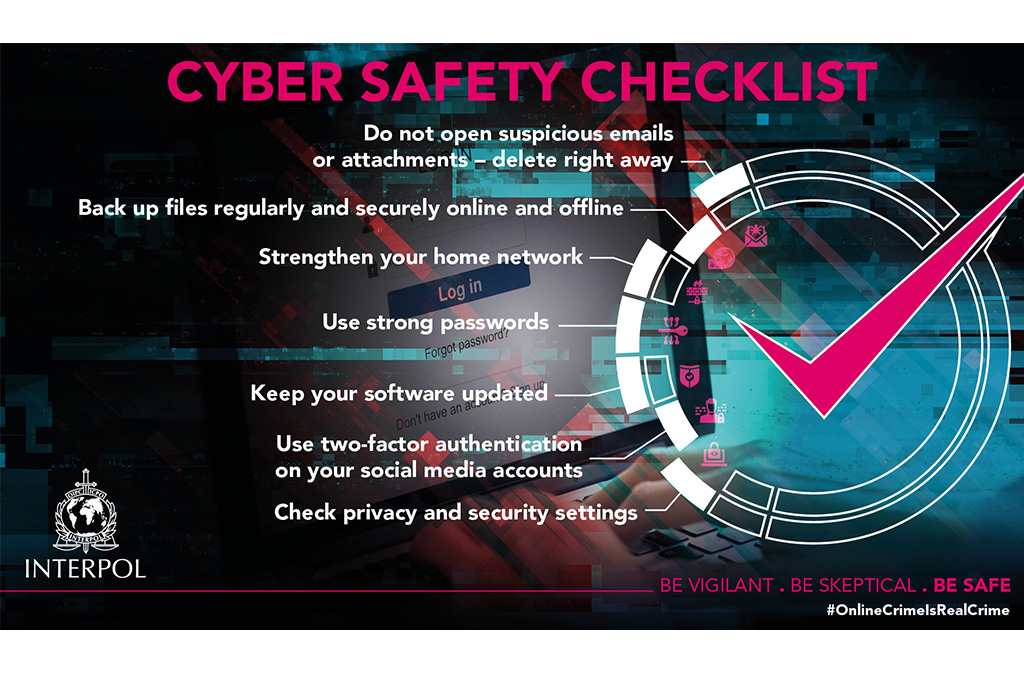 CYBER SAFETY CHECKLIST
Do not open suspicious emails
or attachments – delete right away
Back up files regularly and securely online and offline
Strengthen your home network
Log in
Use strong passwords
Forgot password?
Keep your software updated
Don't have an account? Sign up
Use two-factor authentication
on your social media accounts
Check privacy and security settings
OIPC ICPO
INTERPOL
INTERPOL
BE VIGILANT . BE SKEPTICAL . BE SAFE
#OnlineCrimeIsRealCrime